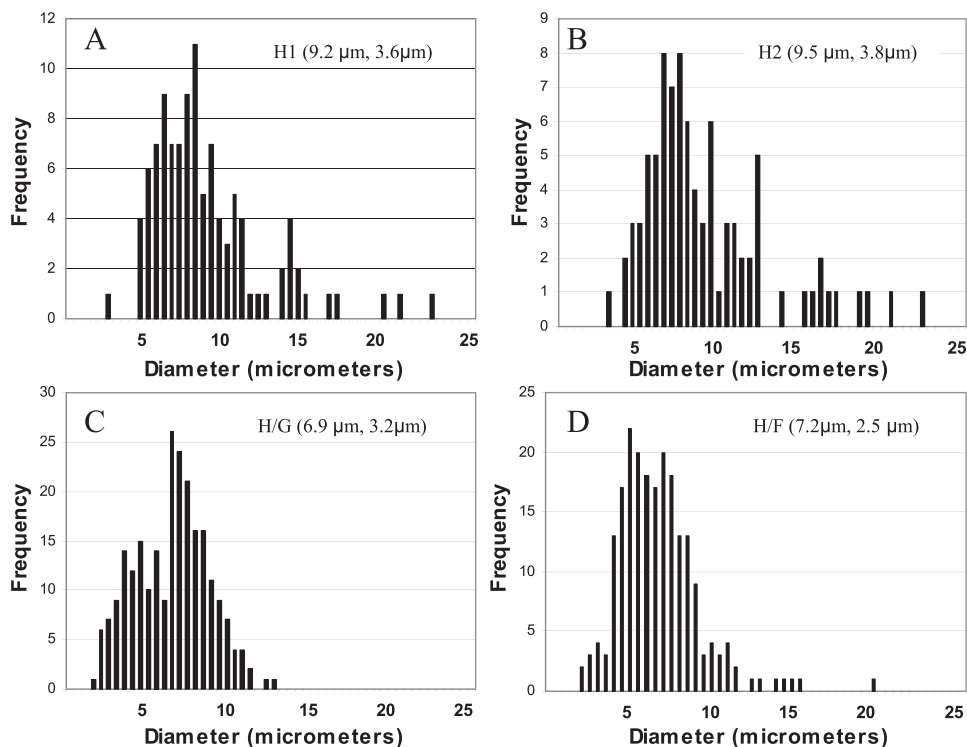 A
H1 (9.2 µm, 3.6µm)
Frequency
12
10
8
6
4
2
0
5 10 15 20 25
Diameter (micrometers)
B
H2 (9.5 µm, 3.8µm)
Frequency
9
8
7
6
5
4
3
2
1
0
5 10 15 20 25
Diameter (micrometers)
C
H/G (6.9 µm, 3.2µm)
Frequency
30
25
20
15
10
5
0
5 10 15 20 25
Diameter (micrometers)
D
H/F (7.2µm, 2.5 µm)
Frequency
25
20
15
10
5
0
5 10 15 20 25
Diameter (micrometers)